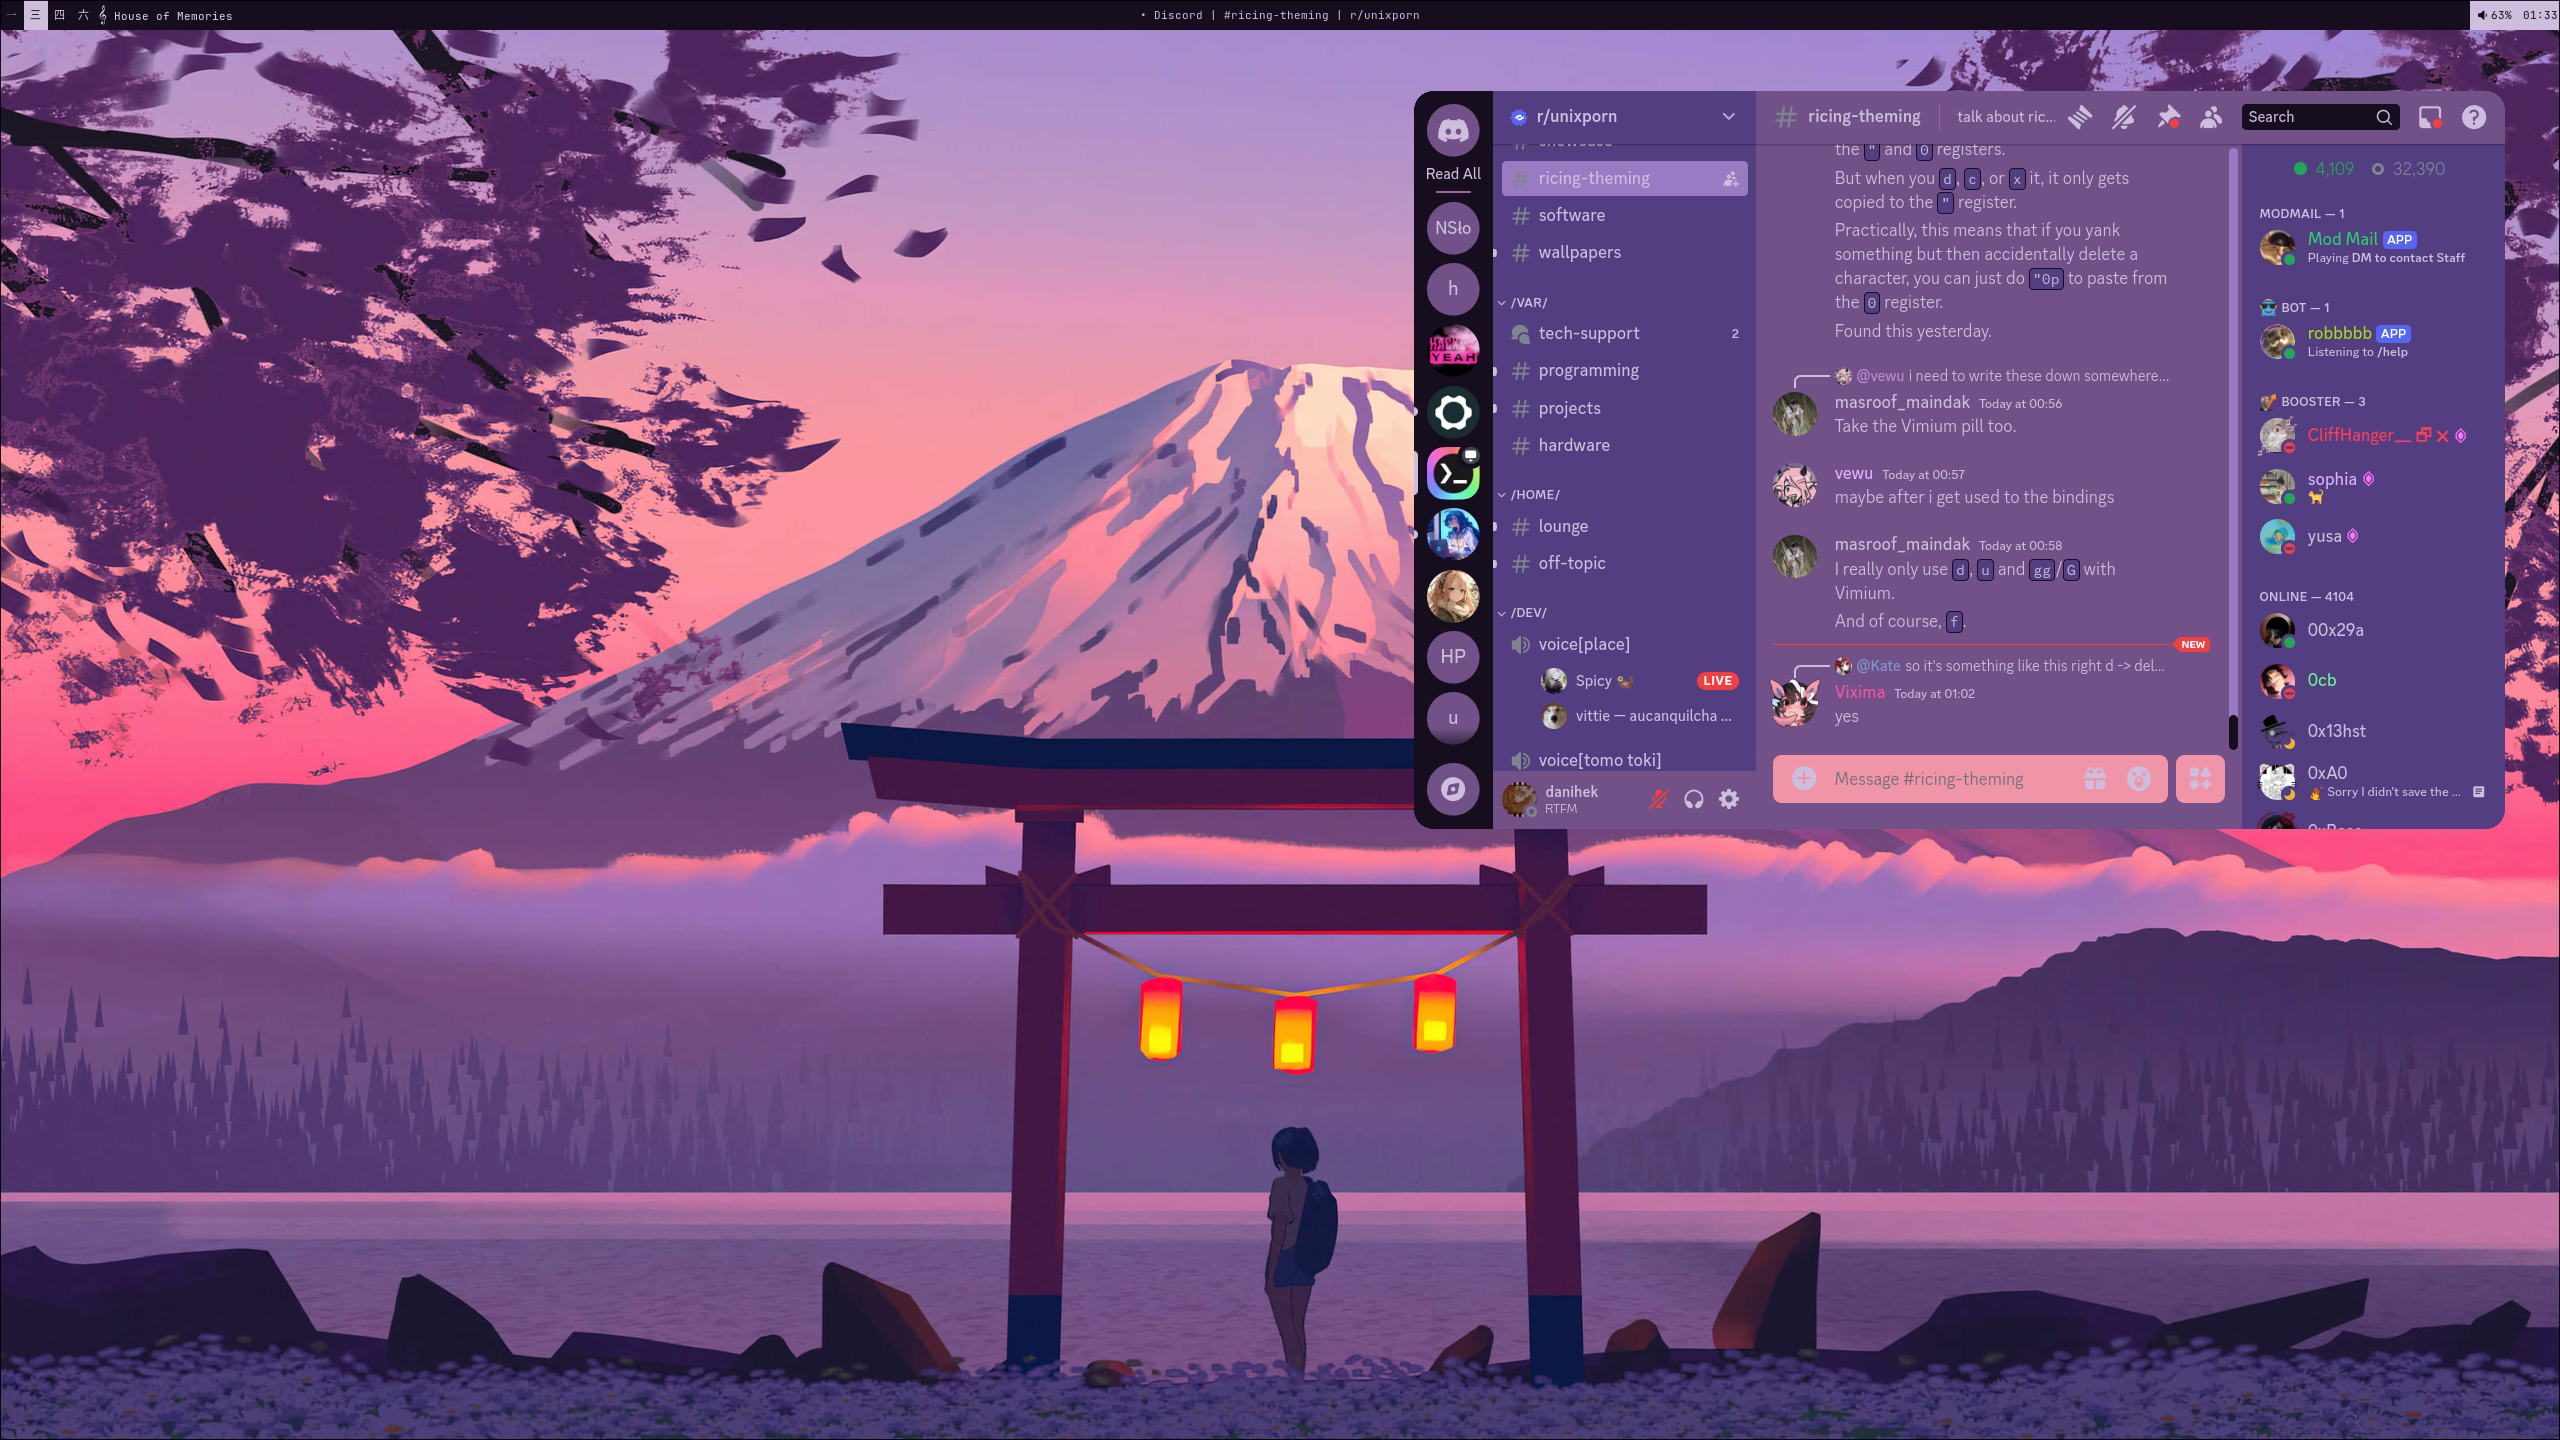 一 三 四 六 House of Memories
• Discord | #ricing-theming | r/unixporn
63% 01:33
Read All
NSło
h
HACK
YEAH
HP
u
r/unixporn
ricing-theming
software
wallpapers
/VAR/
tech-support 2
programming
projects
hardware
/HOME/
lounge
off-topic
/DEV/
voice[place]
Spicy LIVE
vittie — aucanquilcha ...
voice[tomo toki]
danihek
RTFM
ricing-theming talk about ric... Search
the " and 0 registers.
But when you d, c, or x it, it only gets
copied to the " register.
Practically, this means that if you yank
something but then accidentally delete a
character, you can just do "0p to paste from
the 0 register.
Found this yesterday.
@vewu i need to write these down somewhere...
masroof_maindak Today at 00:56
Take the Vimium pill too.
vewu Today at 00:57
maybe after i get used to the bindings
masroof_maindak Today at 00:58
I really only use d, u and gg/G with
Vimium.
And of course, f.
NEW
@Kate so it's something like this right d -> del...
Vixima Today at 01:02
yes
Message #ricing-theming
4,109 32,390
MODMAIL — 1
Mod Mail APP
Playing DM to contact Staff
BOT — 1
robbbbb APP
Listening to /help
BOOSTER — 3
CliffHanger__ 🗗 ✕
sophia
yusa
ONLINE — 4104
00x29a
0cb
0x13hst
0xA0
Sorry I didn't save the ...